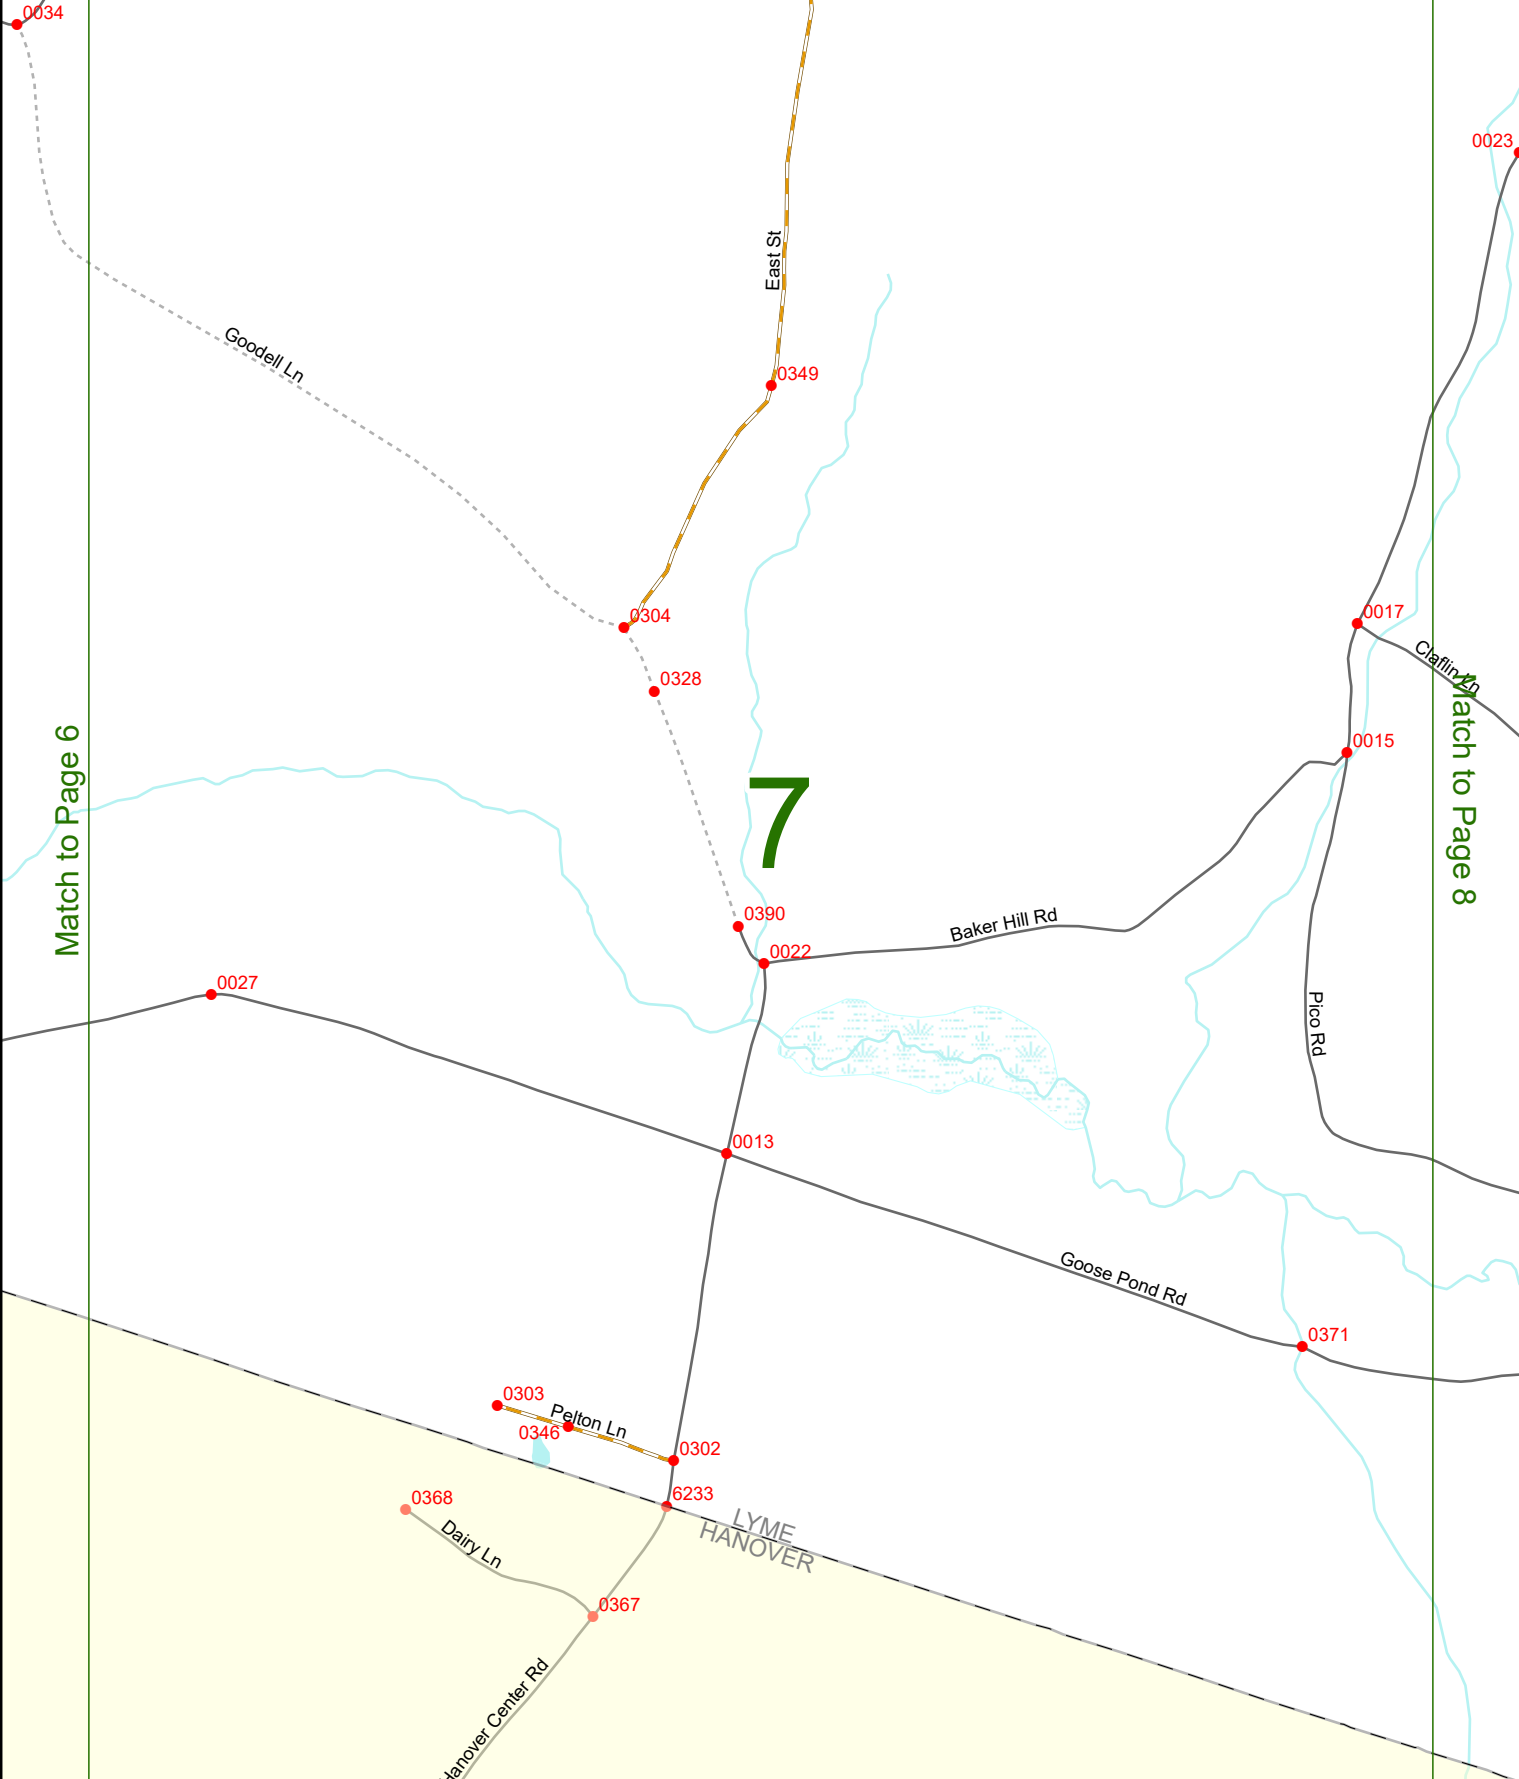 0034
0023
East St
Goodell Ln
0349
0304
0017
Claflin Ln
0328
Match to Page 6
Match to Page 8
0015
7
0390
Baker Hill Rd
0022
0027
Pico Rd
0013
Goose Pond Rd
0371
0303
Pelton Ln
0346
0302
6233
0368
LYME
HANOVER
Dairy Ln
0367
Hanover Center Rd